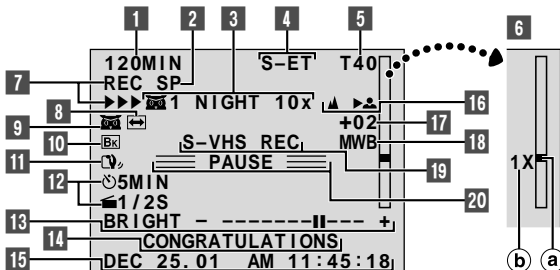 1 2 3 4 5 6
120MIN S-ET T40
7 REC SP
1 NIGHT 10x 16
8 +02 17
9
10 BK S-VHS REC MWB 18
11 PAUSE 19
1X
12 5MIN 20
1/2S
13 BRIGHT - --------▮▮--- +
14 CONGRATULATIONS b a
15 DEC 25.01 AM 11:45:18